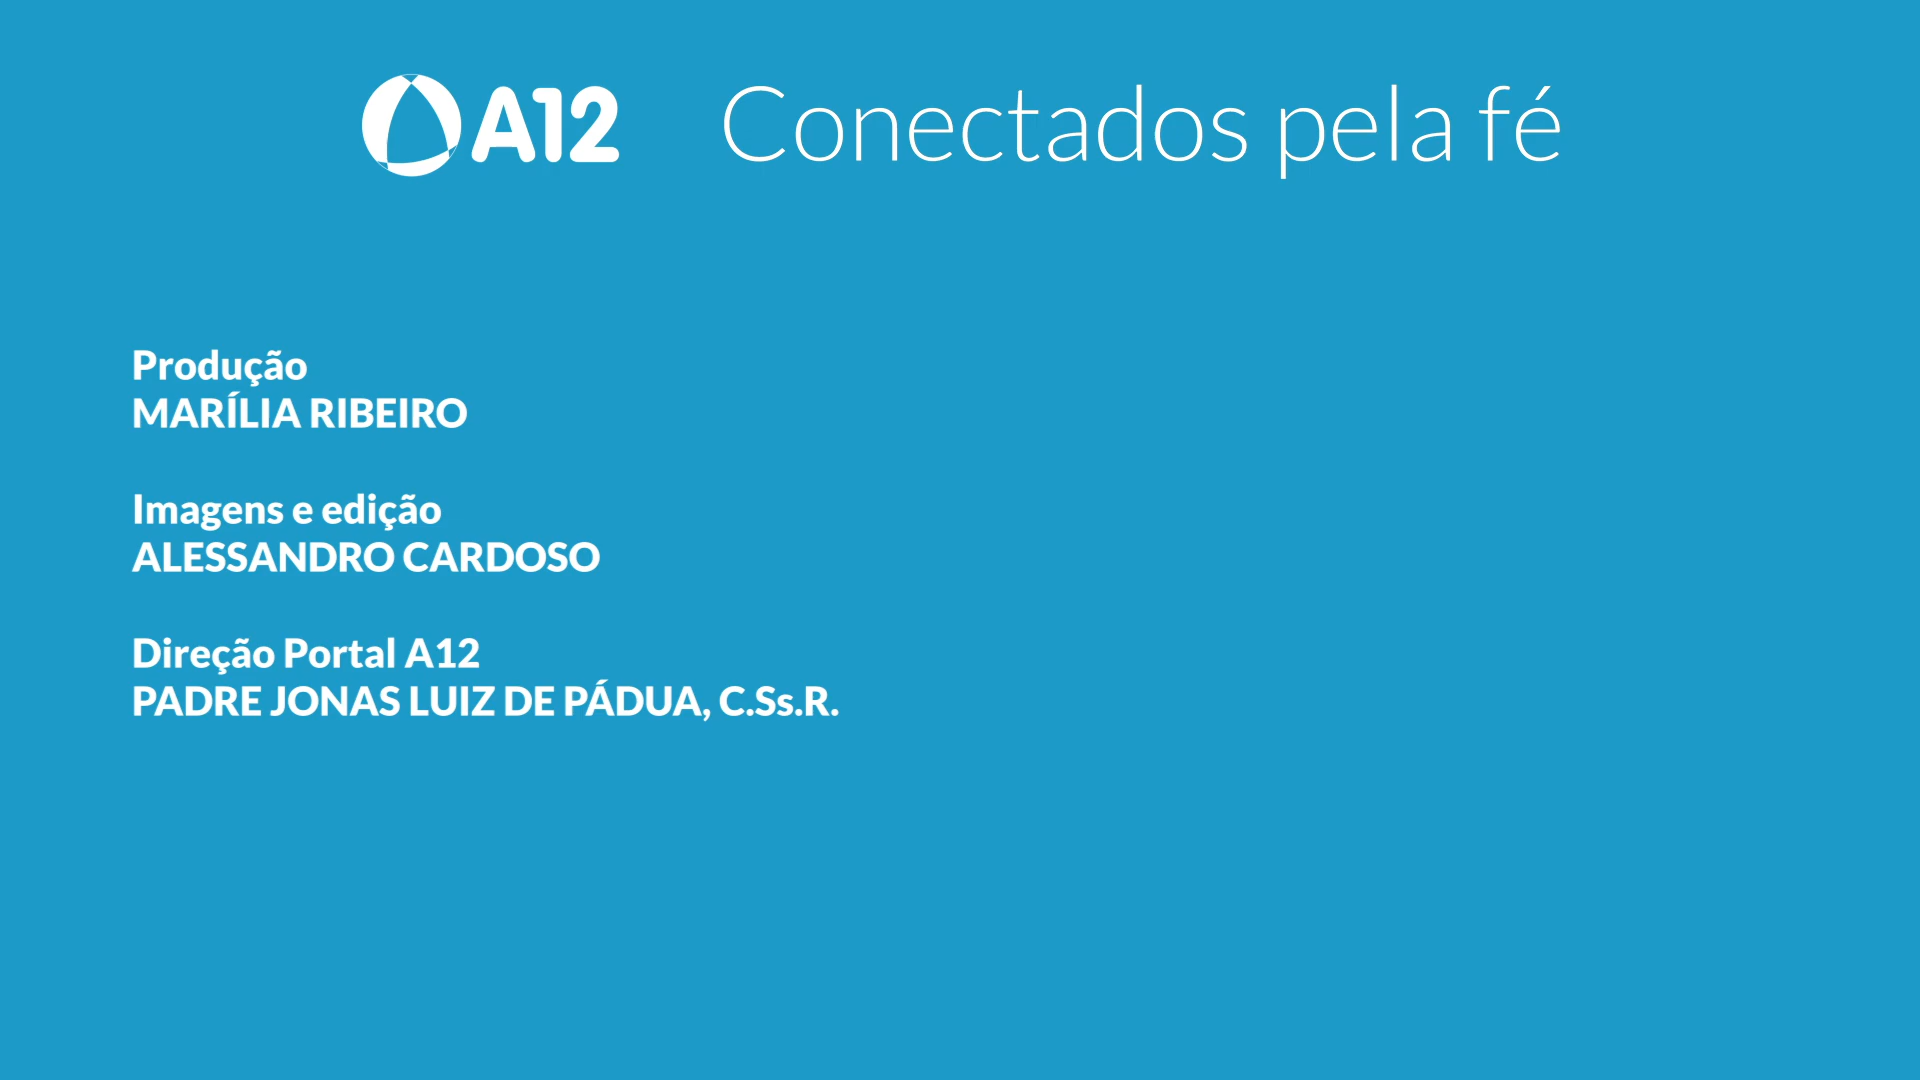 A12 Conectados pela fé
Produção
MARÍLIA RIBEIRO
Imagens e edição
ALESSANDRO CARDOSO
Direção Portal A12
PADRE JONAS LUIZ DE PÁDUA, C.Ss.R.